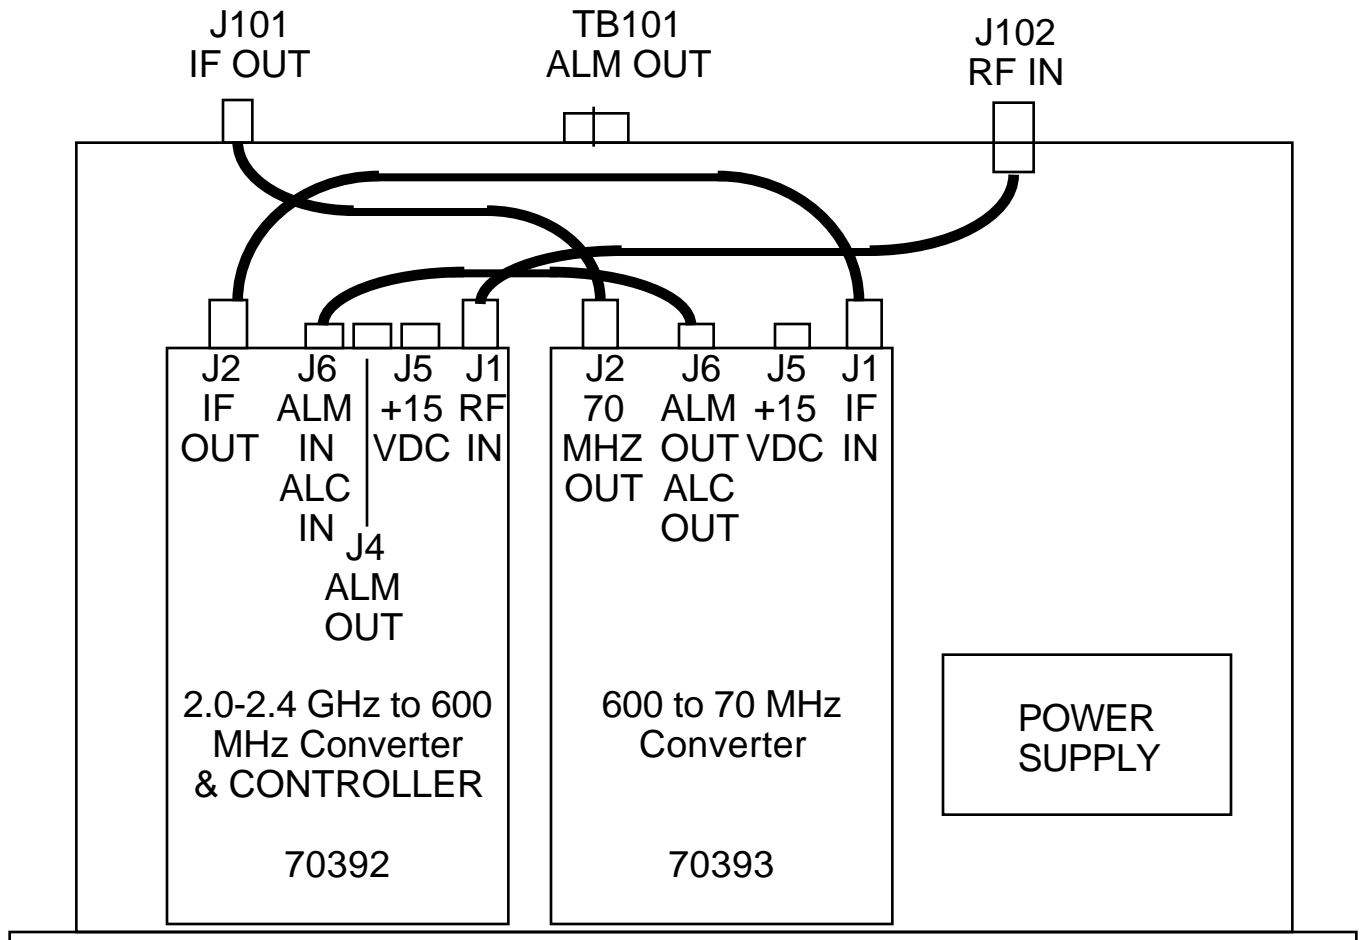 J101
IF OUT
TB101
ALM OUT
J102
RF IN
J2
IF
OUT
J6
ALM
IN
ALC
IN
J4
ALM
OUT
J5
+15
VDC
J1
RF
IN
2.0-2.4 GHz to 600
MHz Converter
& CONTROLLER
70392
J2
70
MHZ
OUT
J6
ALM
OUT
ALC
OUT
J5
+15
VDC
J1
IF
IN
600 to 70 MHz
Converter
70393
POWER
SUPPLY